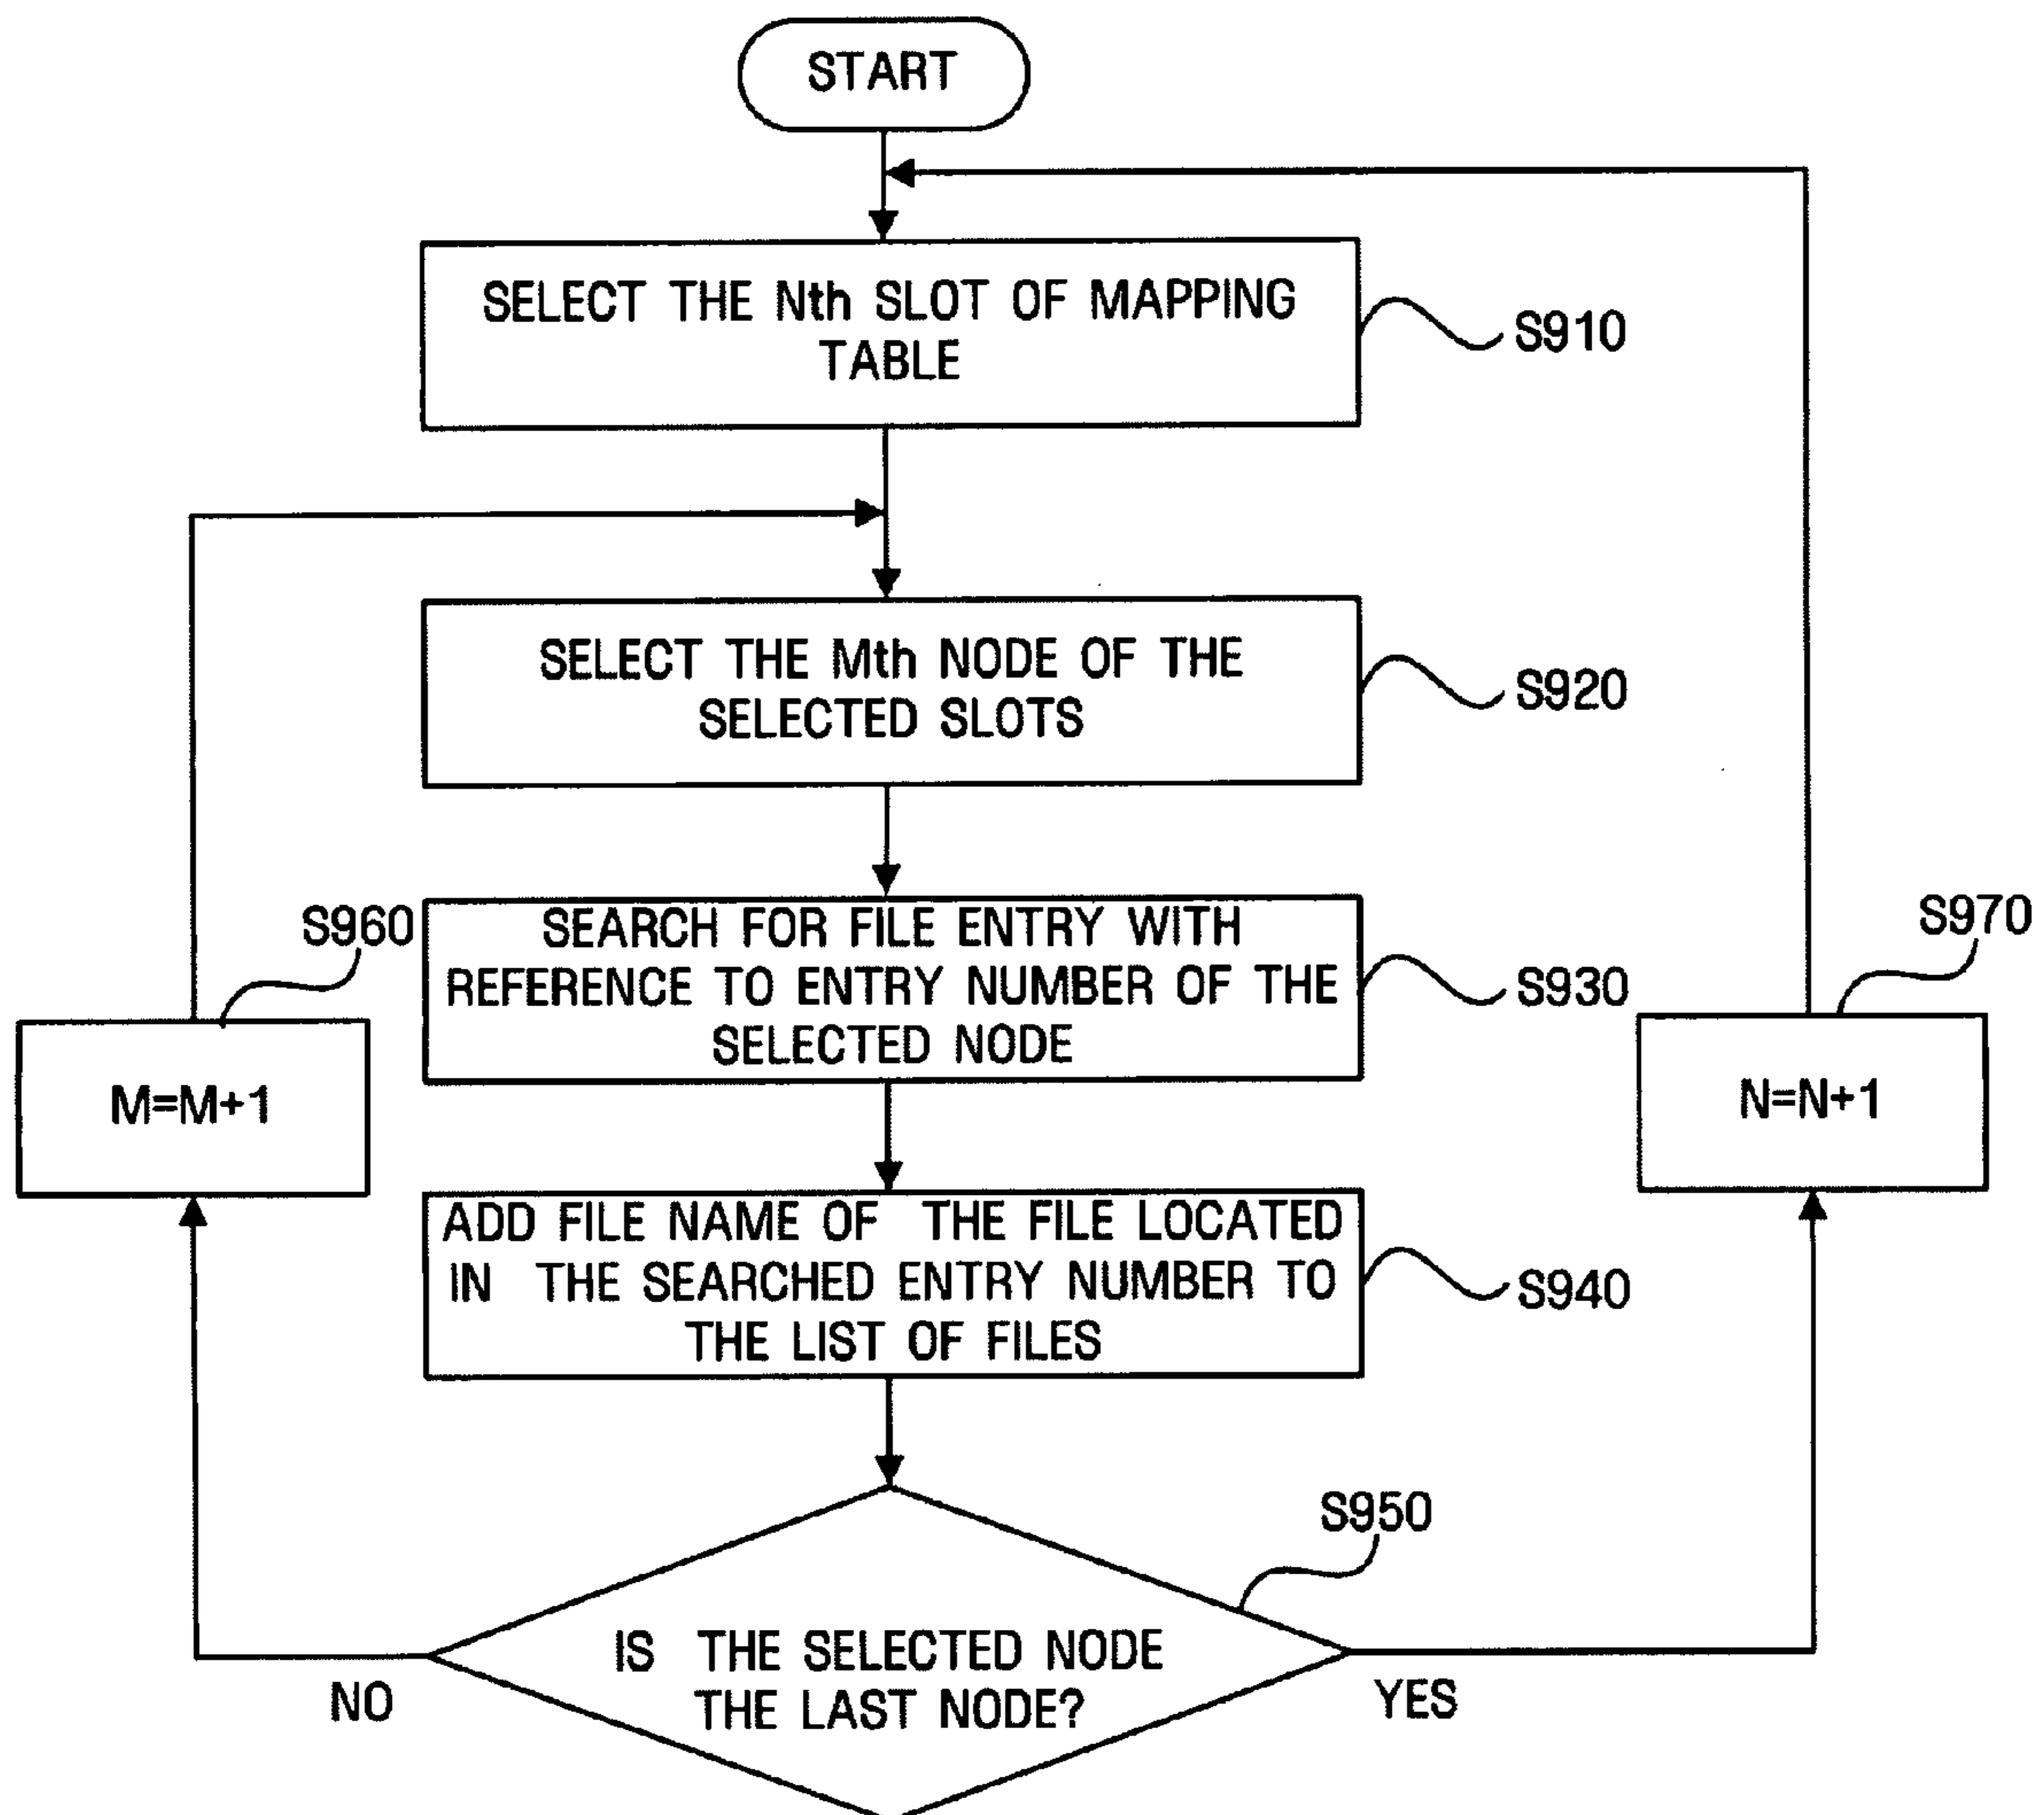 START
SELECT THE Nth SLOT OF MAPPING
TABLE
S910
SELECT THE Mth NODE OF THE
SELECTED SLOTS
S920
S960
SEARCH FOR FILE ENTRY WITH
REFERENCE TO ENTRY NUMBER OF THE
SELECTED NODE
S930
S970
M=M+1
N=N+1
ADD FILE NAME OF THE FILE LOCATED
IN THE SEARCHED ENTRY NUMBER TO
THE LIST OF FILES
S940
S950
IS THE SELECTED NODE
THE LAST NODE?
NO
YES